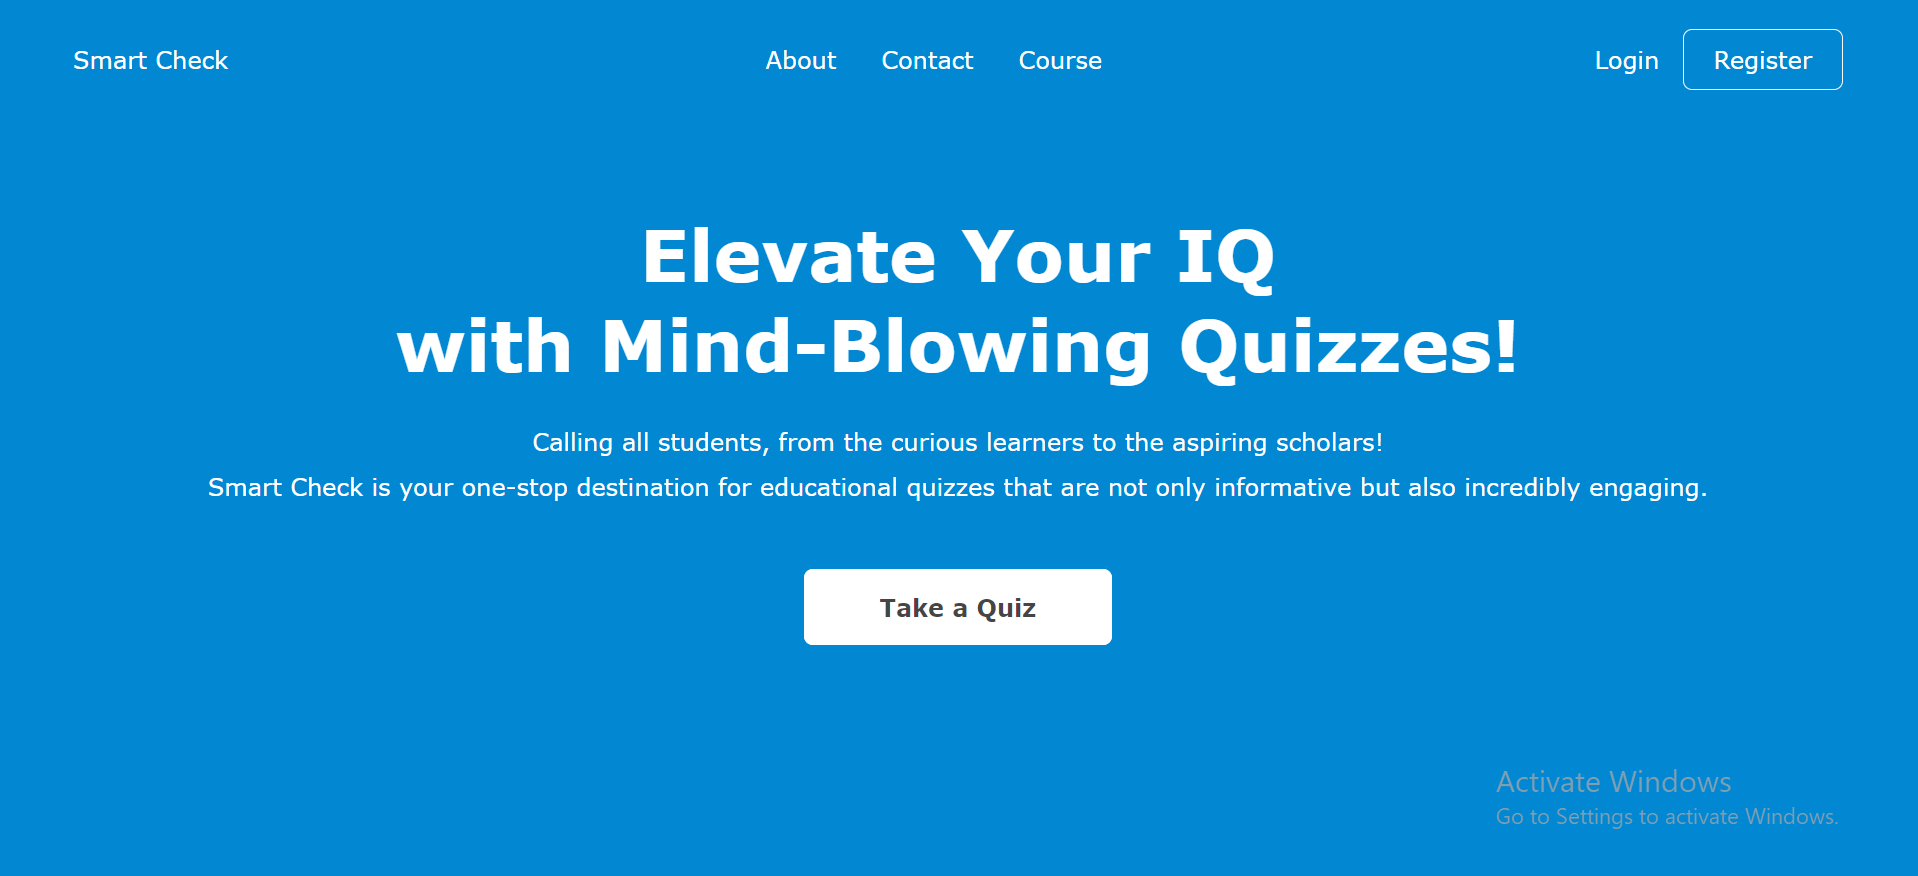 Smart Check
About
Contact
Course
Login
Register
Elevate Your IQ
with Mind-Blowing Quizzes!
Calling all students, from the curious learners to the aspiring scholars!
Smart Check is your one-stop destination for educational quizzes that are not only informative but also incredibly engaging.
Take a Quiz
Activate Windows
Go to Settings to activate Windows.